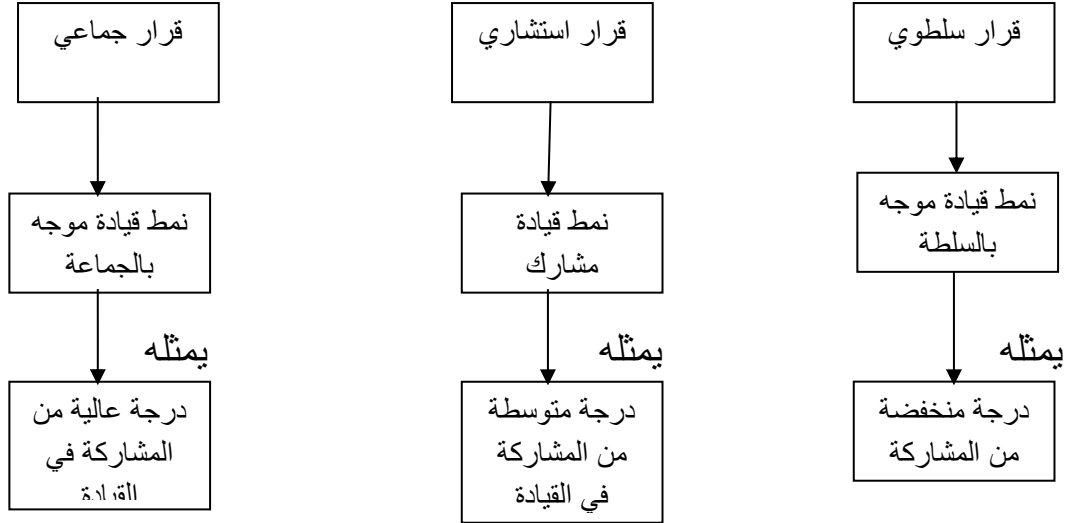 قرار سلطوي
نمط قيادة موجه
بالسلطة
يمثله
درجة منخفضة
من المشاركة
قرار استشاري
نمط قيادة
مشارك
يمثله
درجة متوسطة
من المشاركة
في القيادة
قرار جماعي
نمط قيادة موجه
بالجماعة
يمثله
درجة عالية من
المشاركة في
القيادة